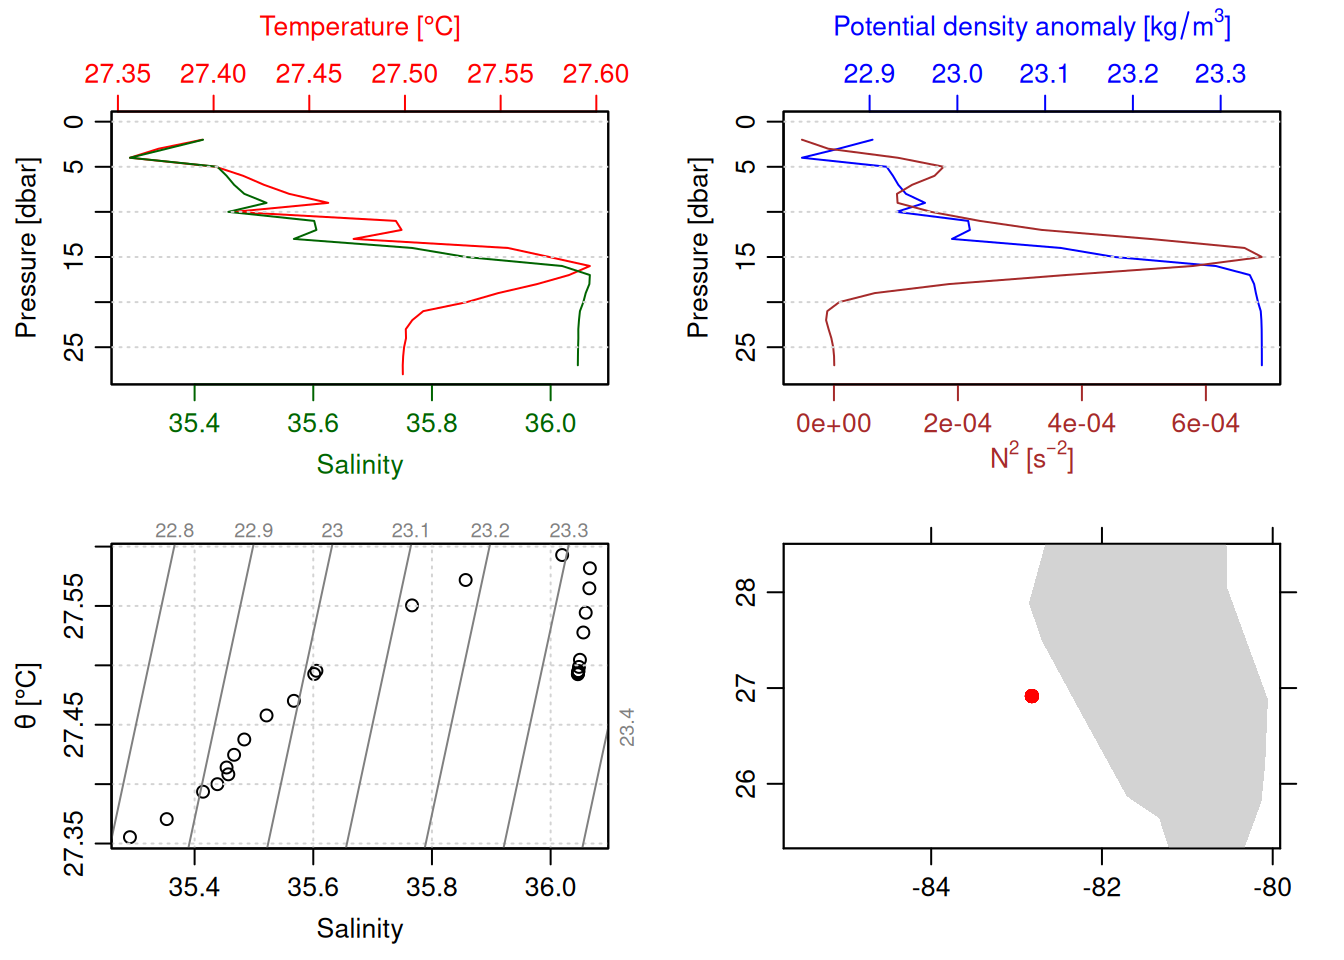 Temperature [°C]
27.35 27.40 27.45 27.50 27.55 27.60
Pressure [dbar]
0
5
15
25
35.4 35.6 35.8 36.0
Salinity
Potential density anomaly [kg/m³]
22.9 23.0 23.1 23.2 23.3
Pressure [dbar]
0
5
15
25
0e+00 2e-04 4e-04 6e-04
N² [s⁻²]
22.8 22.9 23 23.1 23.2 23.3
23.4
θ [°C]
27.55
27.45
27.35
35.4 35.6 35.8 36.0
Salinity
28
27
26
-84 -82 -80